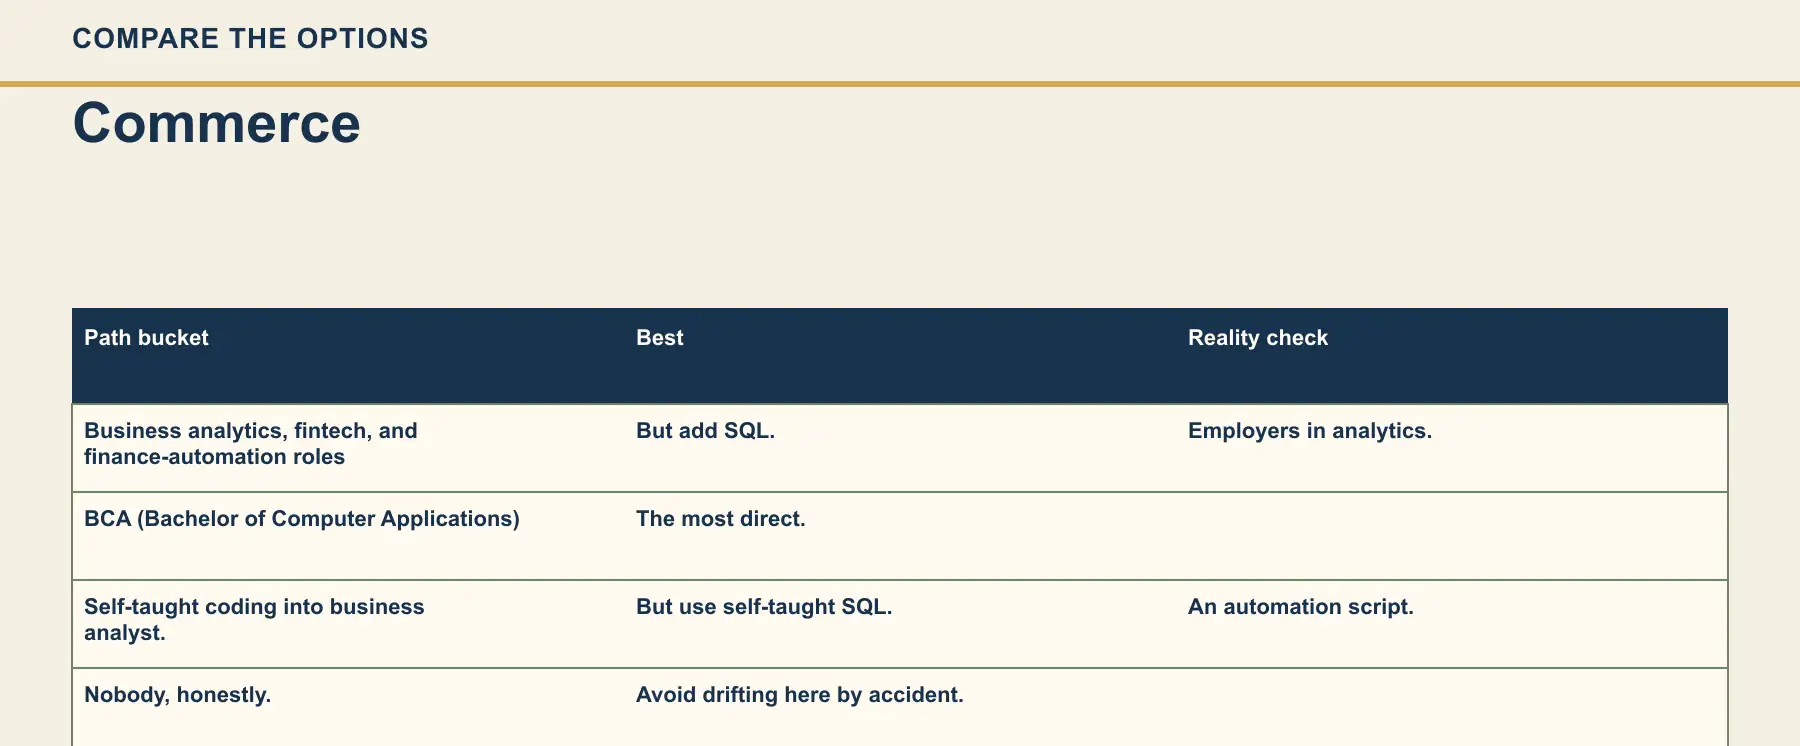 COMPARE THE OPTIONS
Commerce
Path bucket Best Reality check
Business analytics, fintech, and
finance-automation roles
But add SQL.
Employers in analytics.
BCA (Bachelor of Computer Applications)
The most direct.
Self-taught coding into business
analyst.
But use self-taught SQL.
An automation script.
Nobody, honestly.
Avoid drifting here by accident.